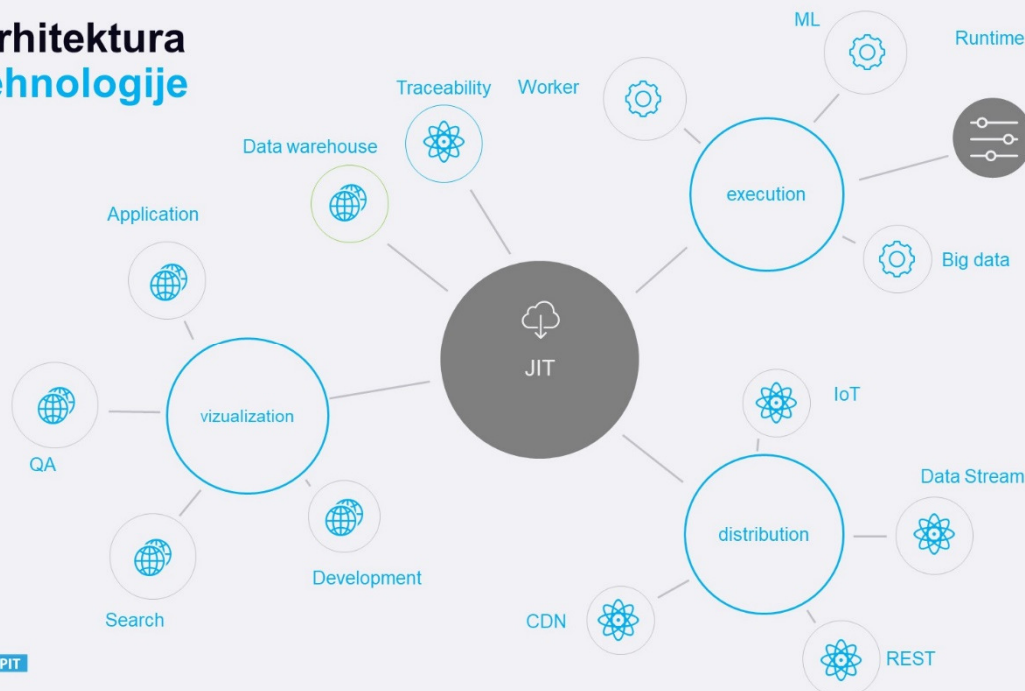 rhitektura
ehnologije
ML
Runtime
Traceability
Worker
Data warehouse
execution
Application
Big data
JIT
IoT
vizualization
QA
Data Stream
distribution
Development
Search
CDN
REST
PIT